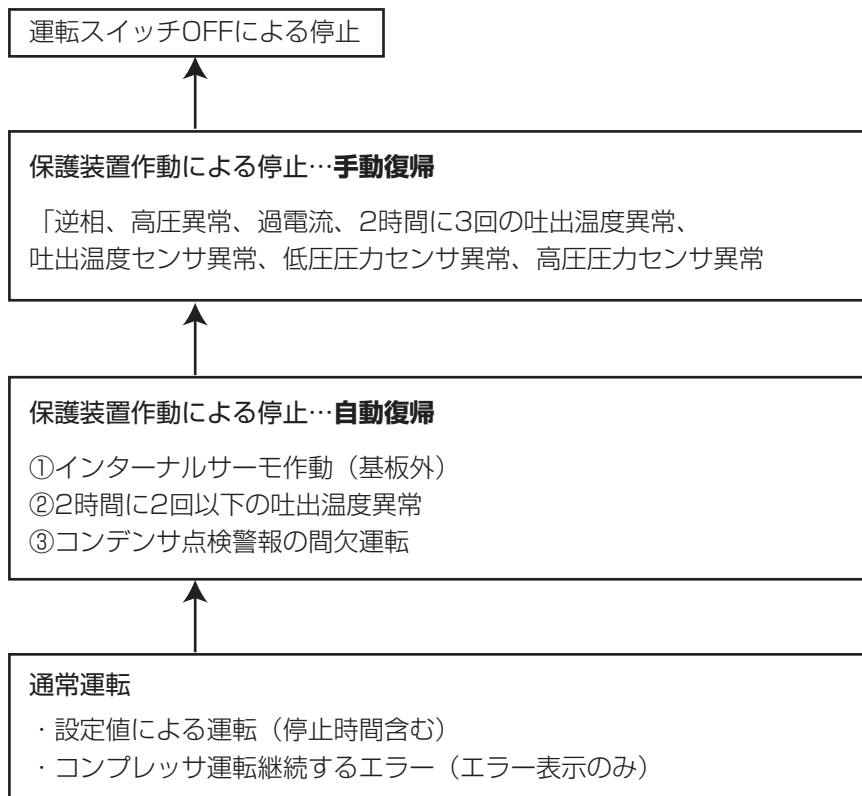 運転スイッチOFFによる停止
保護装置作動による停止…手動復帰
「逆相、高圧異常、過電流、2時間に3回の吐出温度異常、
吐出温度センサ異常、低圧圧力センサ異常、高圧圧力センサ異常
保護装置作動による停止…自動復帰
①インターナルサーモ作動（基板外）
②2時間に2回以下の吐出温度異常
③コンデンサ点検警報の間欠運転
通常運転
・設定値による運転（停止時間含む）
・コンプレッサ運転継続するエラー（エラー表示のみ）